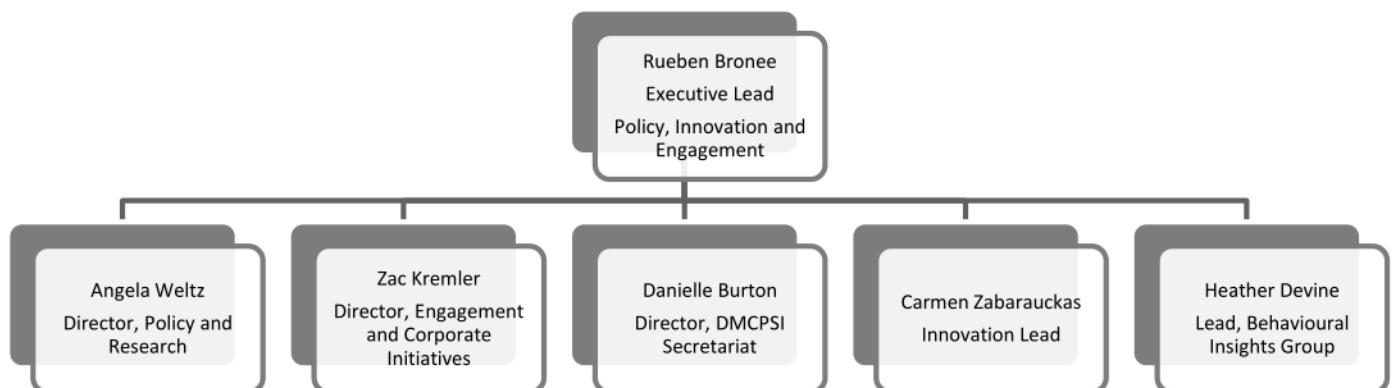 Rueben Bronee
Executive Lead
Policy, Innovation and
Engagement
Angela Weltz
Director, Policy and
Research
Zac Kremler
Director, Engagement
and Corporate
Initiatives
Danielle Burton
Director, DMCPSI
Secretariat
Carmen Zabarauckas
Innovation Lead
Heather Devine
Lead, Behavioural
Insights Group